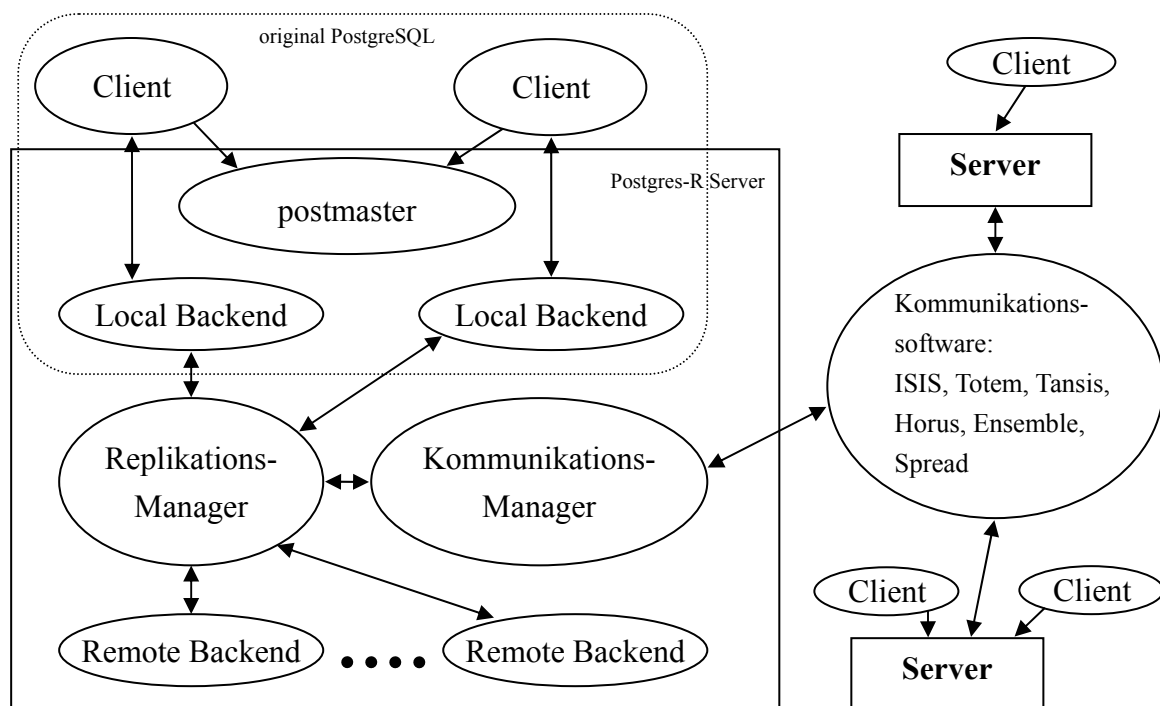 original PostgreSQL
Client
Client
Client
Postgres-R Server
Server
postmaster
Local Backend
Local Backend
Kommunikations-
software:
ISIS, Totem, Tansis,
Horus, Ensemble,
Spread
Replikations-
Manager
Kommunikations-
Manager
Client
Client
Remote Backend
Remote Backend
Server